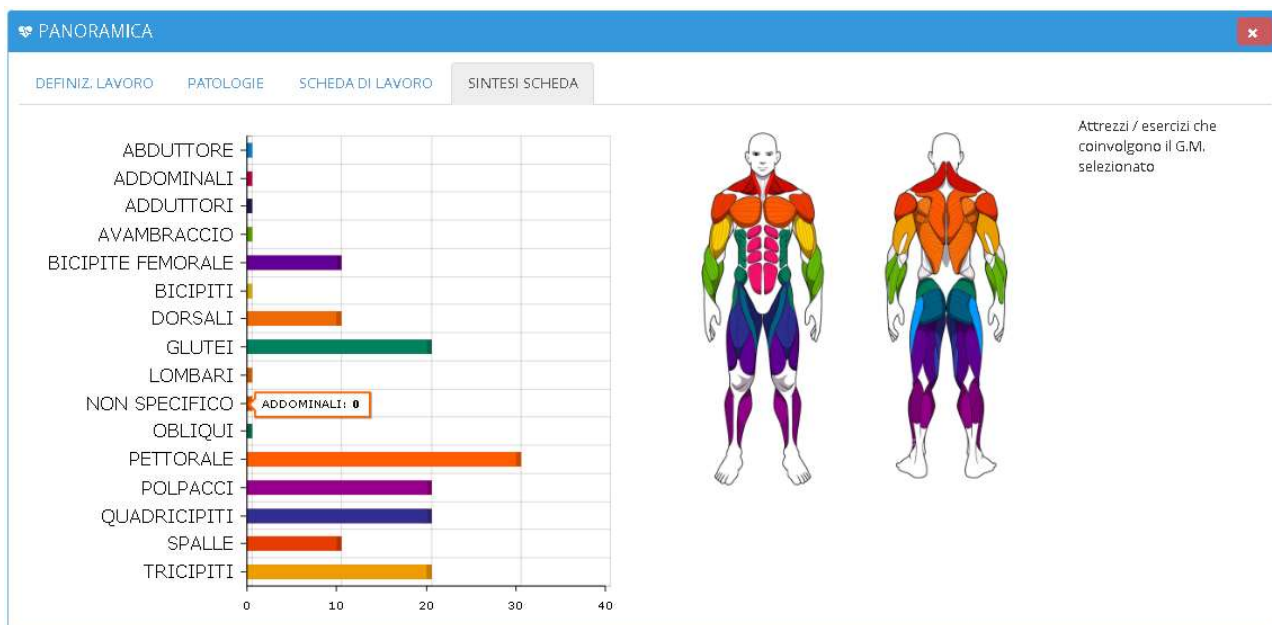 PANORAMICA
DEFINIZ. LAVORO
PATOLOGIE
SCHEDA DI LAVORO
SINTESI SCHEDA
Attrezzi / esercizi che
coinvolgono il G.M.
selezionato
ABDUTTORE
ADDOMINALI
ADDUTTORI
AVAMBRACCIO
BICIPITE FEMORALE
BICIPITI
DORSALI
GLUTEI
LOMBARI
NON SPECIFICO
ADDOMINALI: 0
OBLIQUI
PETTORALE
POLPACCI
QUADRICIPITI
SPALLE
TRICIPITI
0 10 20 30 40